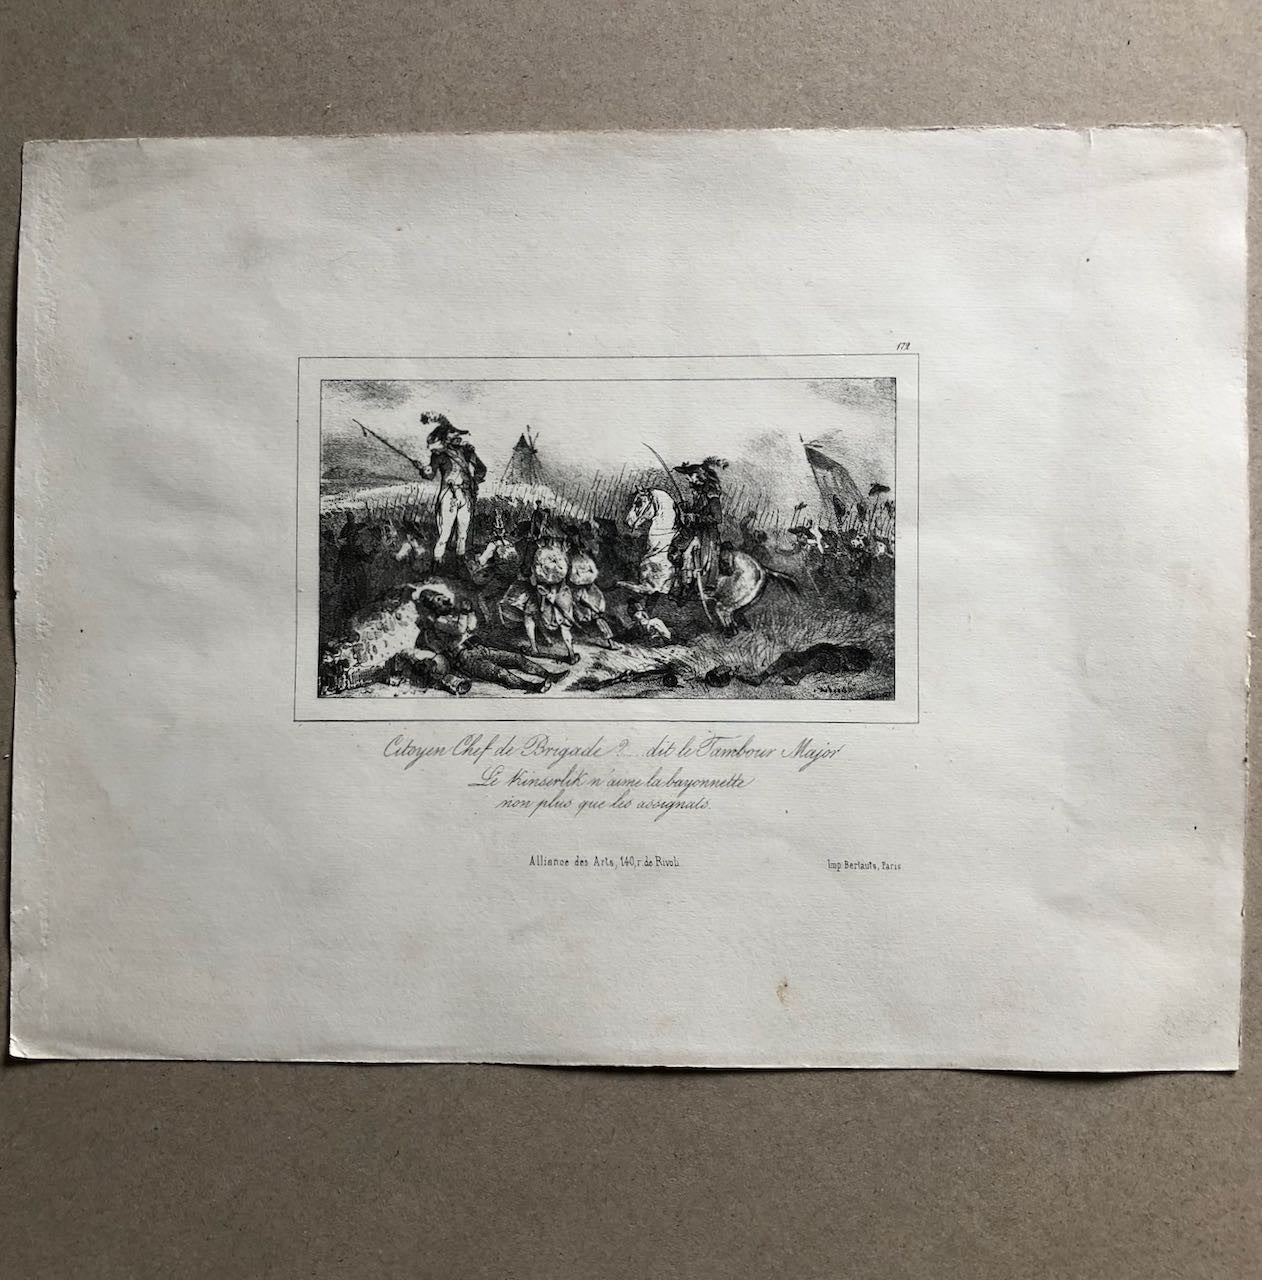 172
Citoyen Chef de Brigade ?.... dit le Tambour Major
Le Kinserlik n'aime la bayonnette
non plus que les assignats.
Alliance des Arts, 140, r. de Rivoli. Imp. Bertauts, Paris